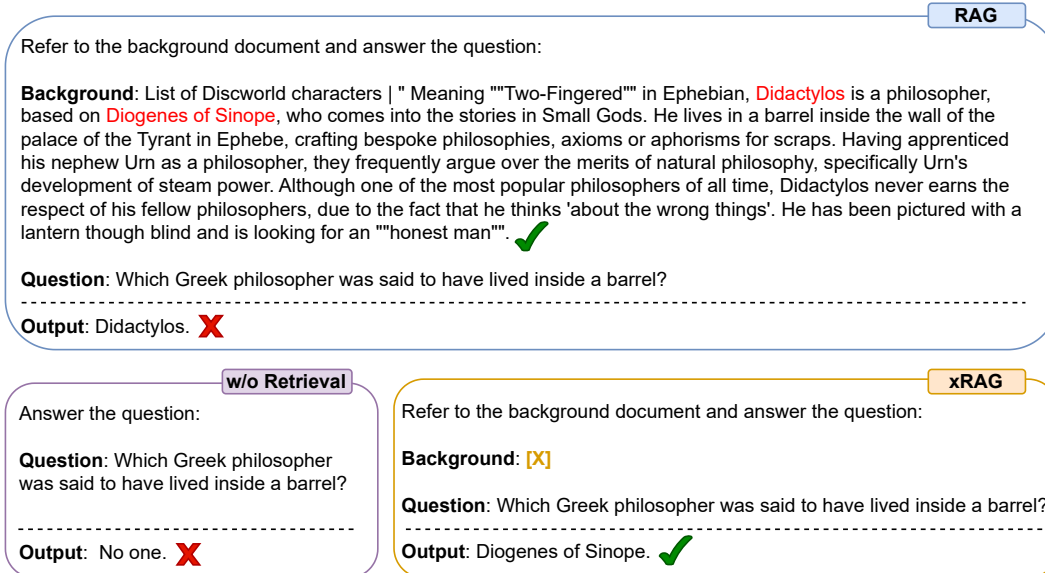 RAG
Refer to the background document and answer the question:
Background: List of Discworld characters | " Meaning ""Two-Fingered"" in Ephebian, Didactylos is a philosopher,
based on Diogenes of Sinope, who comes into the stories in Small Gods. He lives in a barrel inside the wall of the
palace of the Tyrant in Ephebe, crafting bespoke philosophies, axioms or aphorisms for scraps. Having apprenticed
his nephew Urn as a philosopher, they frequently argue over the merits of natural philosophy, specifically Urn's
development of steam power. Although one of the most popular philosophers of all time, Didactylos never earns the
respect of his fellow philosophers, due to the fact that he thinks 'about the wrong things'. He has been pictured with a
lantern though blind and is looking for an ""honest man"".
Question: Which Greek philosopher was said to have lived inside a barrel?
Output: Didactylos.
w/o Retrieval
Answer the question:
Question: Which Greek philosopher
was said to have lived inside a barrel?
Output: No one.
xRAG
Refer to the background document and answer the question:
Background: [X]
Question: Which Greek philosopher was said to have lived inside a barrel?
Output: Diogenes of Sinope.